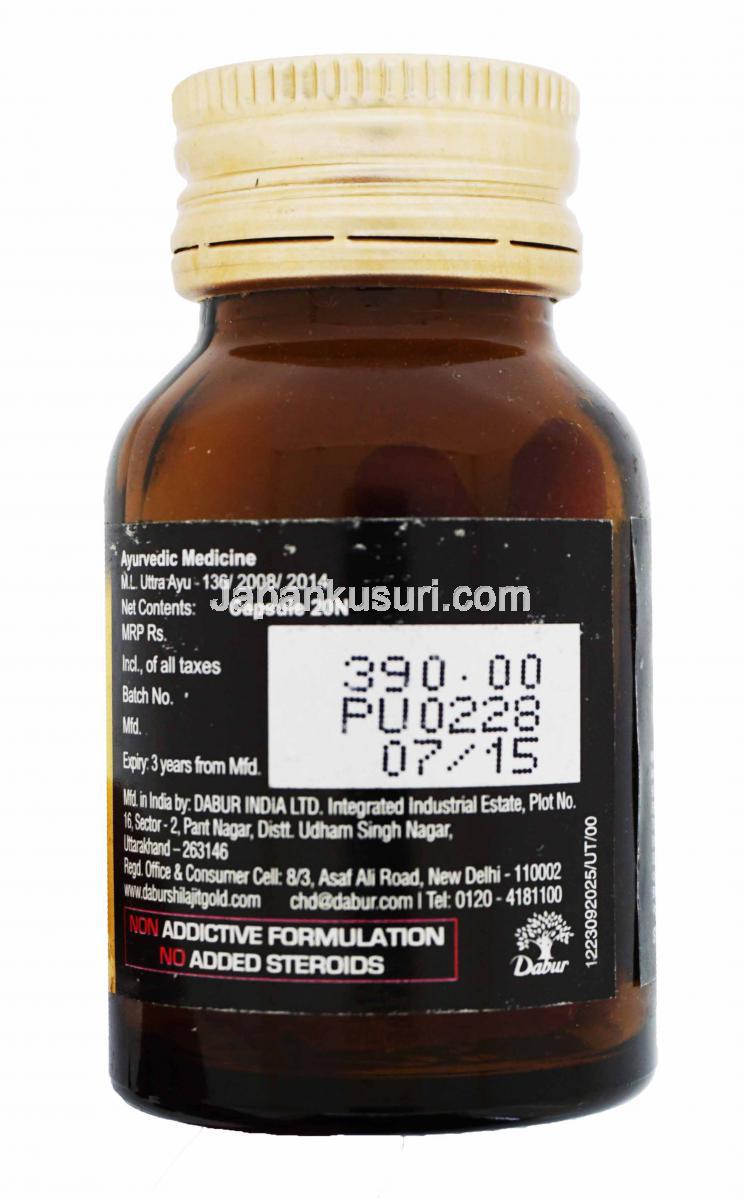 Ayurvedic Medicine
M.L. Uttra Ayu - 136/ 2008/ 2014
Japankusuri.com
Net Contents: Capsule 20N
MRP Rs.
Incl., of all taxes 390.00
Batch No. PU0228
Mfd. 07/15
Expiry: 3 years from Mfd.
Mfd. in India by: DABUR INDIA LTD. Integrated Industrial Estate, Plot No.
16, Sector - 2, Pant Nagar, Distt. Udham Singh Nagar,
Uttarakhand – 263146
Regd. Office & Consumer Cell: 8/3, Asaf Ali Road, New Delhi - 110002
www.daburshilajitgold.com chd@dabur.com | Tel: 0120 - 4181100
NON ADDICTIVE FORMULATION
NO ADDED STEROIDS
Dabur
1223092025/UT/00